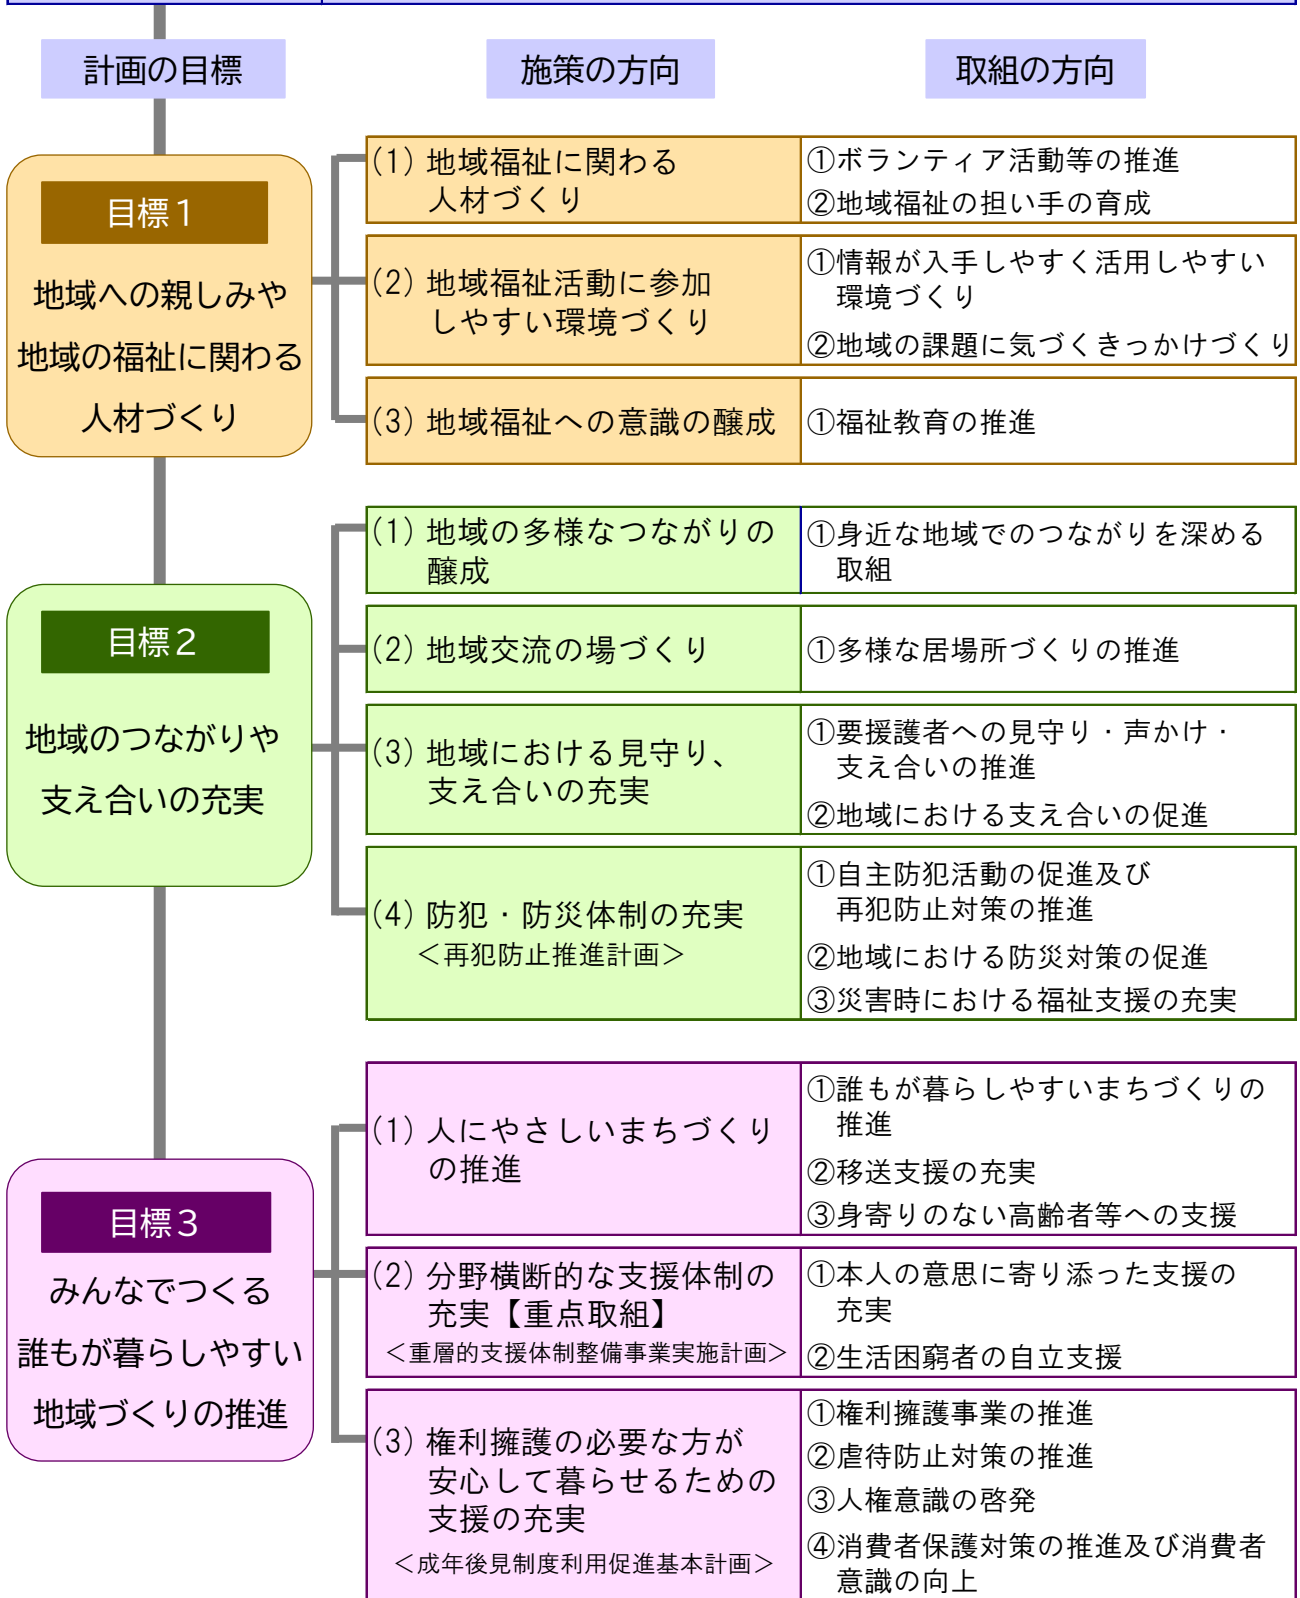 計画の目標
施策の方向
取組の方向
目標１
地域への親しみや
地域の福祉に関わる
人材づくり
(1) 地域福祉に関わる
人材づくり
①ボランティア活動等の推進
②地域福祉の担い手の育成
(2) 地域福祉活動に参加
しやすい環境づくり
①情報が入手しやすく活用しやすい
環境づくり
②地域の課題に気づくきっかけづくり
(3) 地域福祉への意識の醸成
①福祉教育の推進
目標２
地域のつながりや
支え合いの充実
(1) 地域の多様なつながりの
醸成
①身近な地域でのつながりを深める
取組
(2) 地域交流の場づくり
①多様な居場所づくりの推進
(3) 地域における見守り、
支え合いの充実
①要援護者への見守り・声かけ・
支え合いの推進
②地域における支え合いの促進
(4) 防犯・防災体制の充実
＜再犯防止推進計画＞
①自主防犯活動の促進及び
再犯防止対策の推進
②地域における防災対策の促進
③災害時における福祉支援の充実
目標３
みんなでつくる
誰もが暮らしやすい
地域づくりの推進
(1) 人にやさしいまちづくり
の推進
①誰もが暮らしやすいまちづくりの
推進
②移送支援の充実
③身寄りのない高齢者等への支援
(2) 分野横断的な支援体制の
充実【重点取組】
＜重層的支援体制整備事業実施計画＞
①本人の意思に寄り添った支援の
充実
②生活困窮者の自立支援
(3) 権利擁護の必要な方が
安心して暮らせるための
支援の充実
＜成年後見制度利用促進基本計画＞
①権利擁護事業の推進
②虐待防止対策の推進
③人権意識の啓発
④消費者保護対策の推進及び消費者
意識の向上